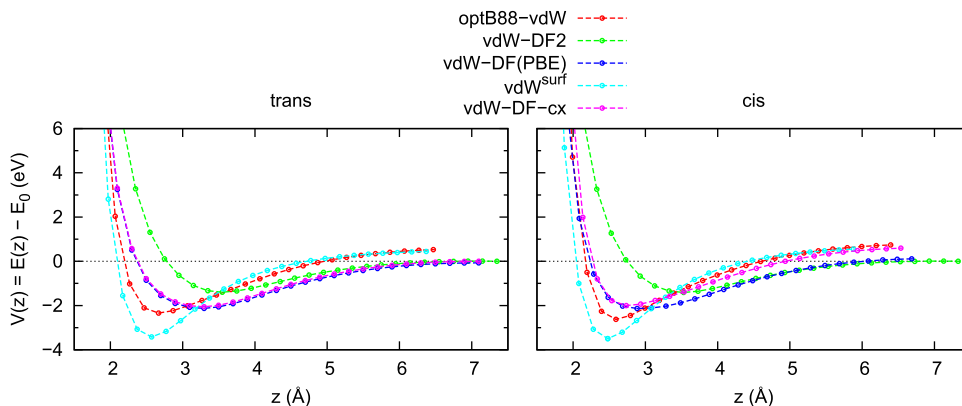 optB88−vdW
vdW−DF2
vdW−DF(PBE)
vdW^surf
vdW−DF−cx
trans
cis
V(z) = E(z) − E₀ (eV)
6
4
2
0
−2
−4
2 3 4 5 6 7
2 3 4 5 6 7
z (Å)
z (Å)